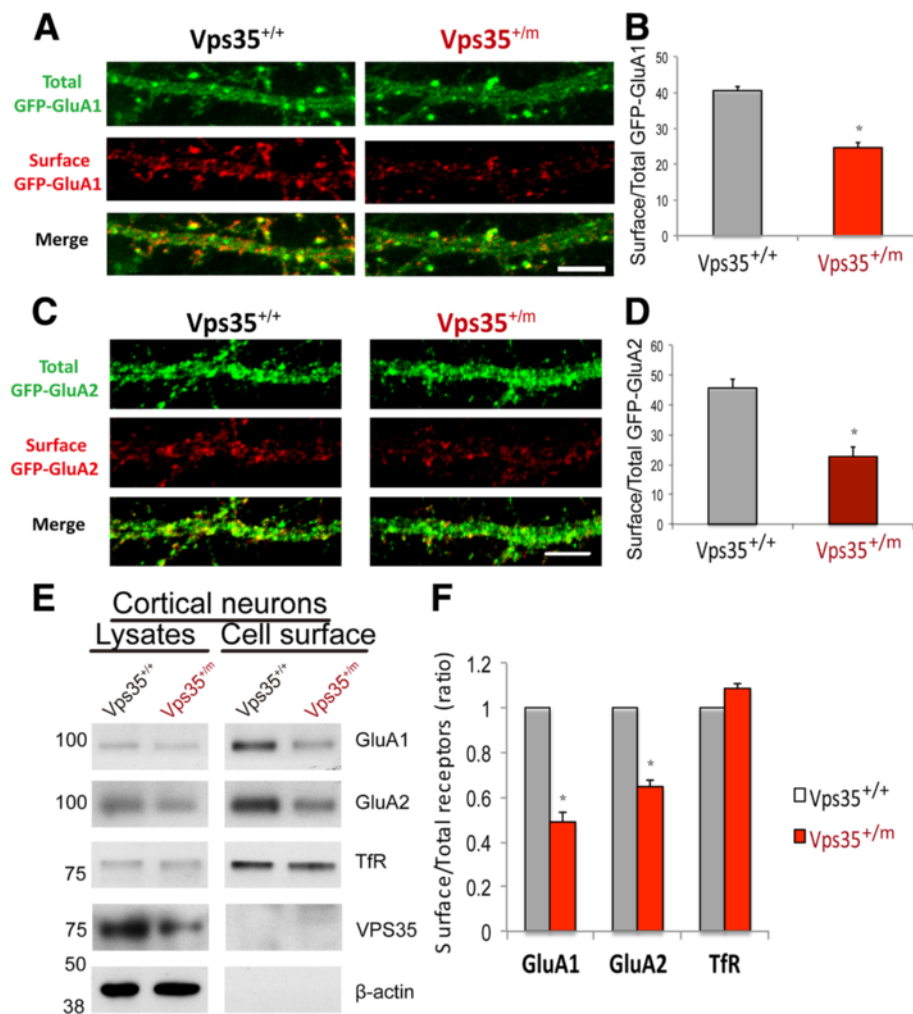 A
Vps35+/+
Vps35+/m
Total
GFP-GluA1
Surface
GFP-GluA1
Merge
B
Surface/Total GFP-GluA1
50
40
30
20
10
0
*
Vps35+/+
Vps35+/m
C
Vps35+/+
Vps35+/m
Total
GFP-GluA2
Surface
GFP-GluA2
Merge
D
Surface/Total GFP-GluA2
60
50
40
30
20
10
0
*
Vps35+/+
Vps35+/m
E
Cortical neurons
Lysates
Cell surface
Vps35+/+
Vps35+/m
Vps35+/+
Vps35+/m
100
GluA1
100
GluA2
75
TfR
75
VPS35
50
38
β-actin
F
S urface/Total receptors (ratio)
1.2
1
0.8
0.6
0.4
0.2
0
*
*
GluA1
GluA2
TfR
Vps35+/+
Vps35+/m